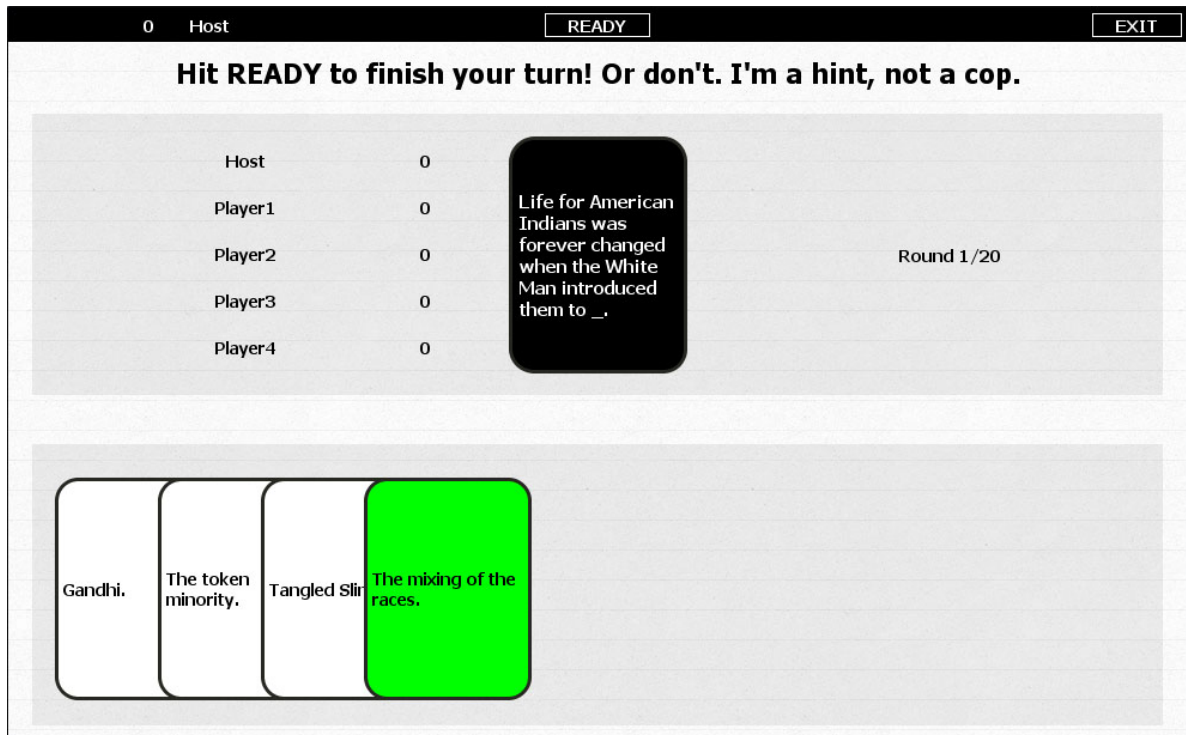 0 Host READY EXIT
Hit READY to finish your turn! Or don't. I'm a hint, not a cop.
Host 0
Player1 0
Player2 0
Player3 0
Player4 0
Life for American
Indians was
forever changed
when the White
Man introduced
them to _.
Round 1/20
Gandhi.
The token
minority.
Tangled
The mixing of the
races.